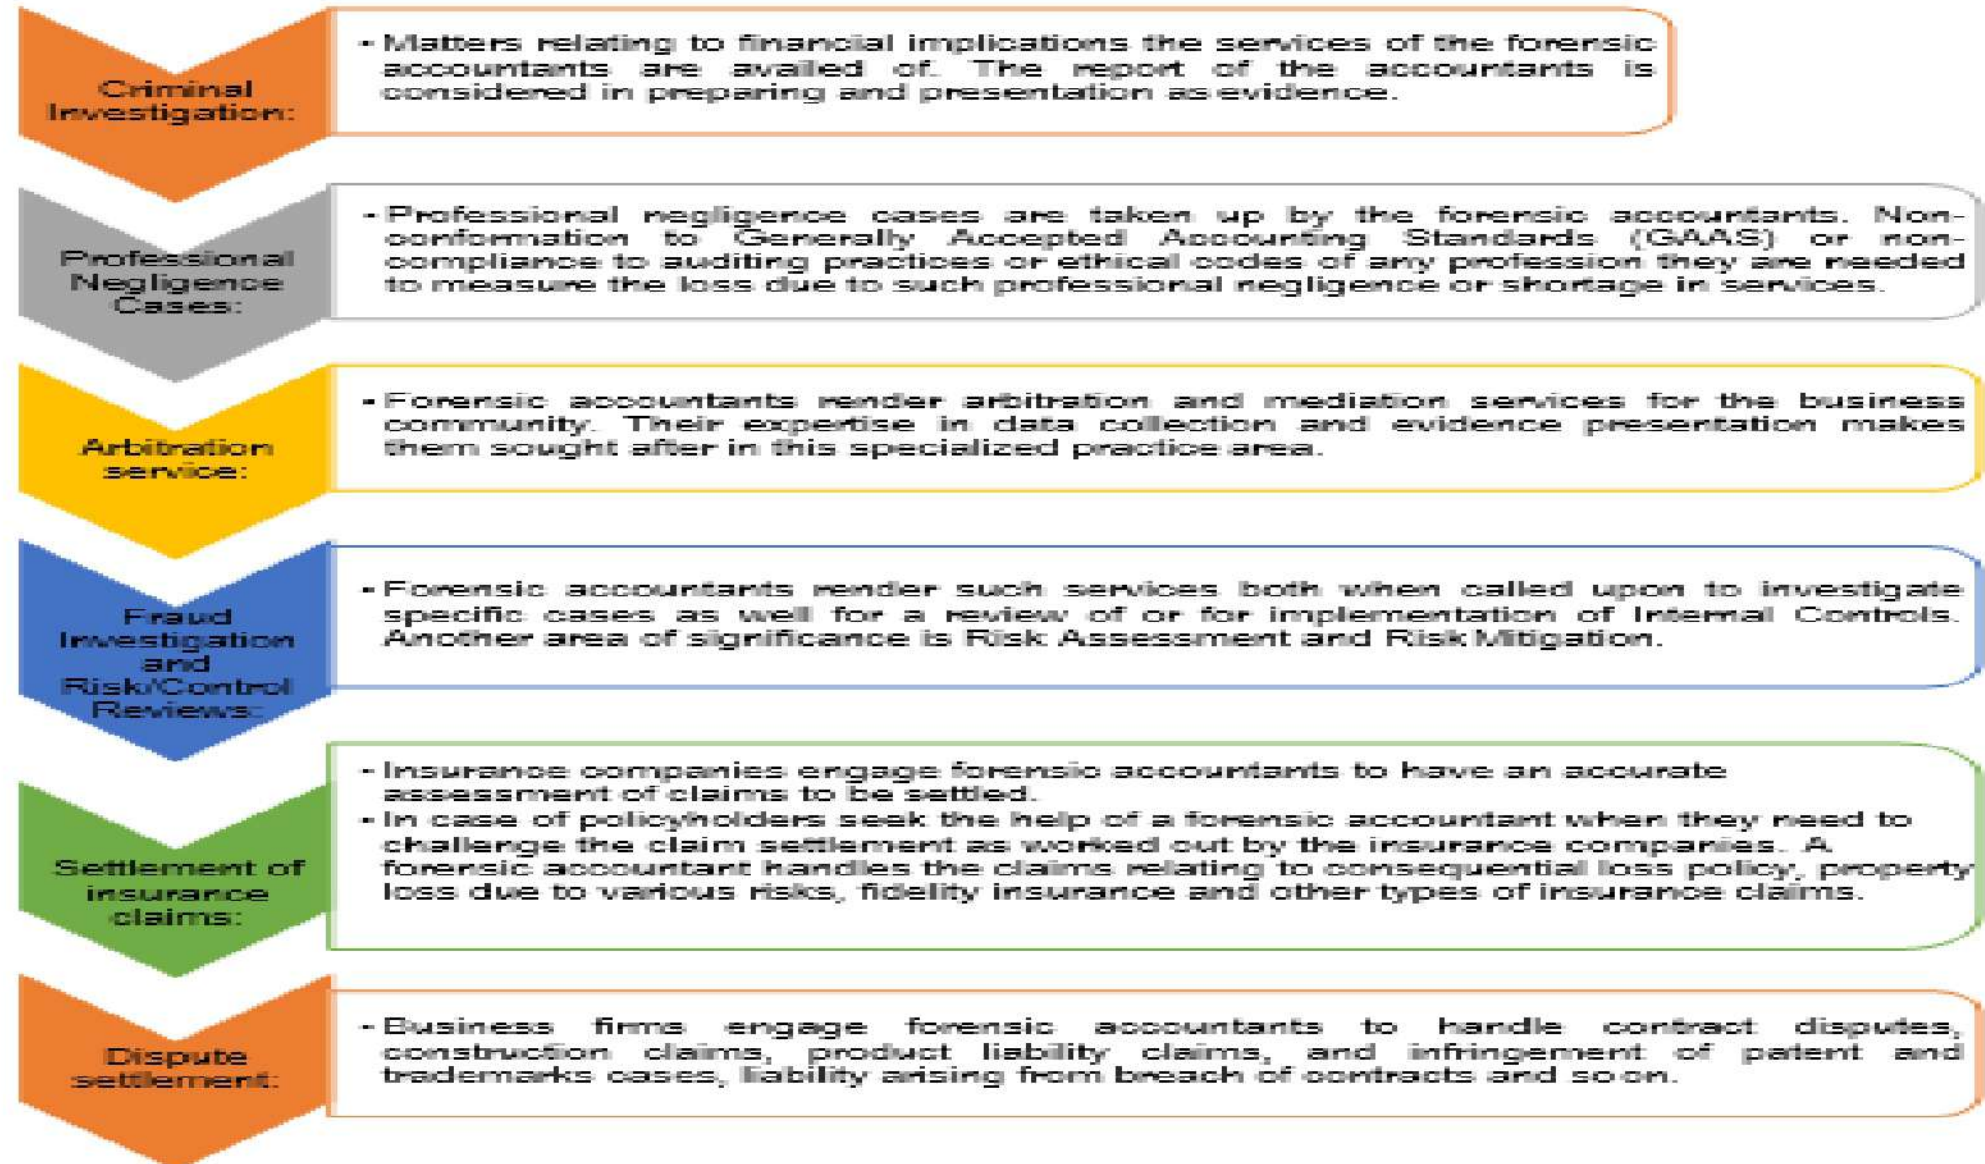 Criminal
Investigation:
- Matters relating to financial implications the services of the forensic
accountants are availed of. The report of the accountants is
considered in preparing and presentation as evidence.
Professional
Negligence
Cases:
- Professional negligence cases are taken up by the forensic accountants. Non-
conformation to Generally Accepted Accounting Standards (GAAS) or non-
compliance to auditing practices or ethical codes of any profession they are needed
to measure the loss due to such professional negligence or shortage in services.
Arbitration
service:
- Forensic accountants render arbitration and mediation services for the business
community. Their expertise in data collection and evidence presentation makes
them sought after in this specialized practice area.
Fraud
Investigation
and
Risk/Control
Reviews:
- Forensic accountants render such services both when called upon to investigate
specific cases as well for a review of or for implementation of Internal Controls.
Another area of significance is Risk Assessment and Risk Mitigation.
Settlement of
insurance
claims:
- Insurance companies engage forensic accountants to have an accurate
assessment of claims to be settled.
- In case of policyholders seek the help of a forensic accountant when they need to
challenge the claim settlement as worked out by the insurance companies. A
forensic accountant handles the claims relating to consequential loss policy, property
loss due to various risks, fidelity insurance and other types of insurance claims.
Dispute
settlement:
- Business firms engage forensic accountants to handle contract disputes,
construction claims, product liability claims, and infringement of patent and
trademarks cases, liability arising from breach of contracts and so on.